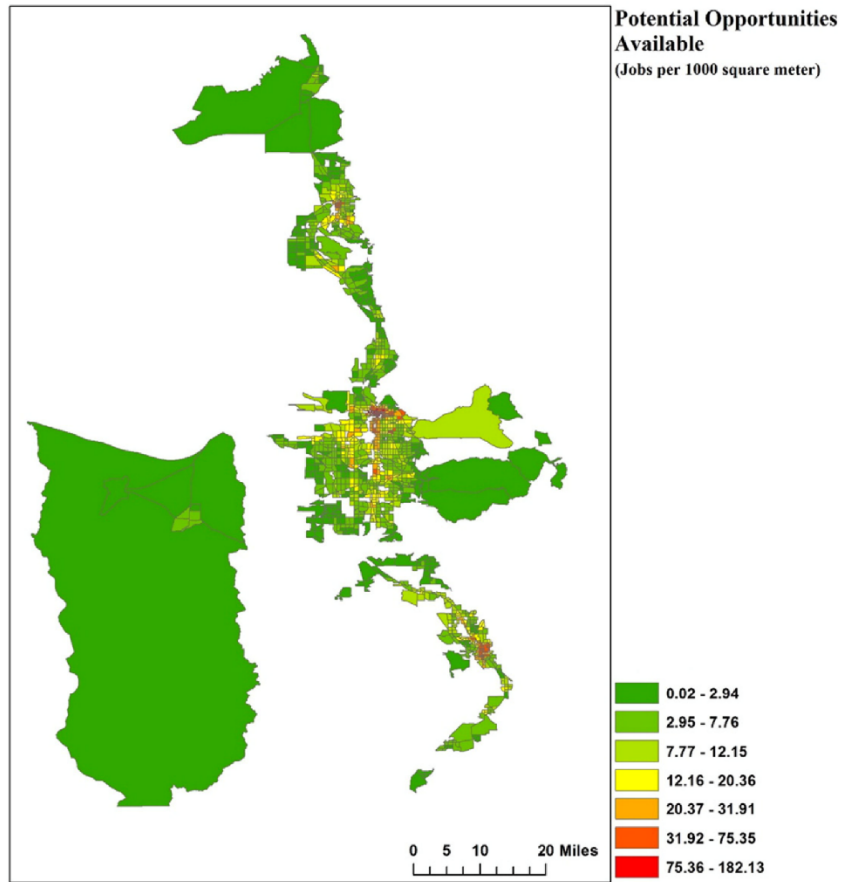 Potential Opportunities
Available
(Jobs per 1000 square meter)
0.02 - 2.94
2.95 - 7.76
7.77 - 12.15
12.16 - 20.36
20.37 - 31.91
31.92 - 75.35
75.36 - 182.13
0 5 10 20 Miles